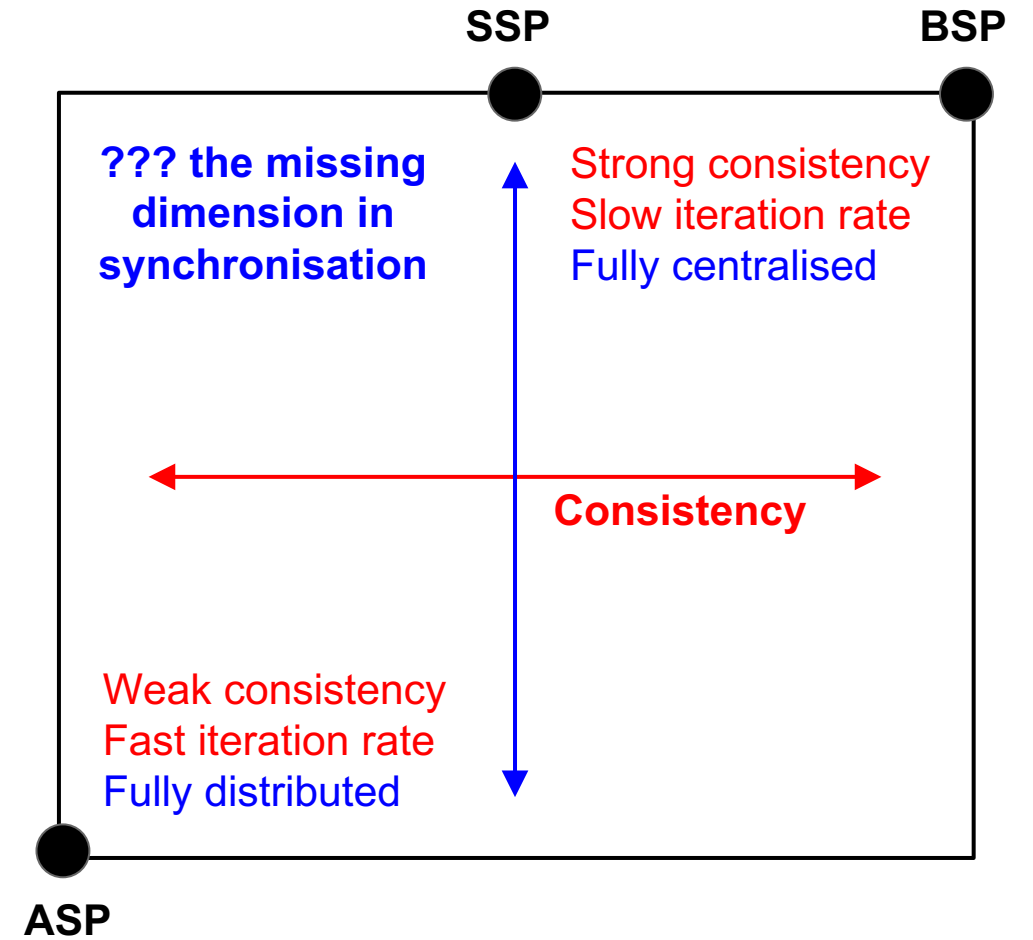 SSP
BSP
??? the missing
dimension in
synchronisation
Strong consistency
Slow iteration rate
Fully centralised
Consistency
Weak consistency
Fast iteration rate
Fully distributed
ASP